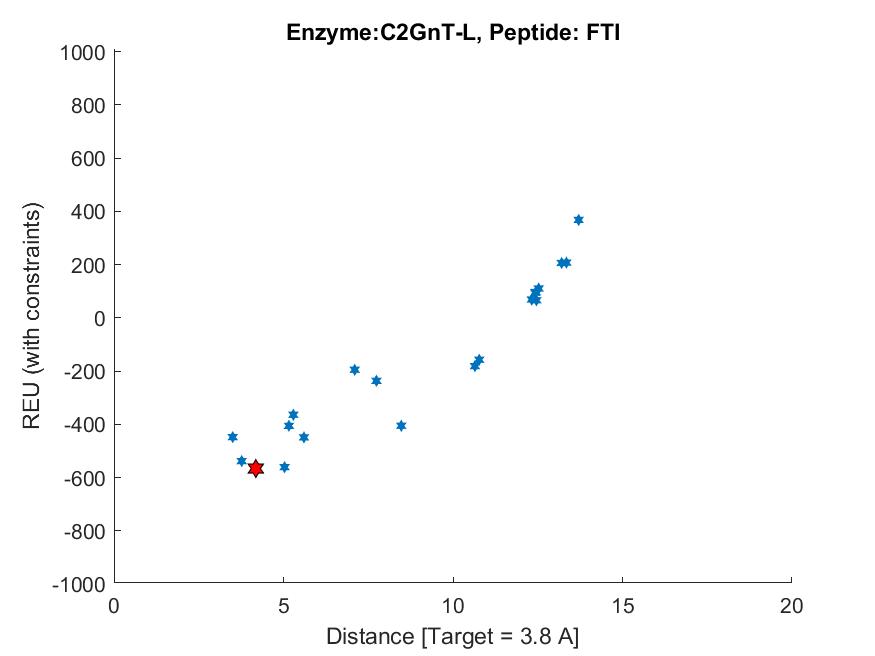 Enzyme:C2GnT-L, Peptide: FTI
1000
800
600
400
200
0
-200
-400
-600
-800
-1000
REU (with constraints)
0 5 10 15 20
Distance [Target = 3.8 A]